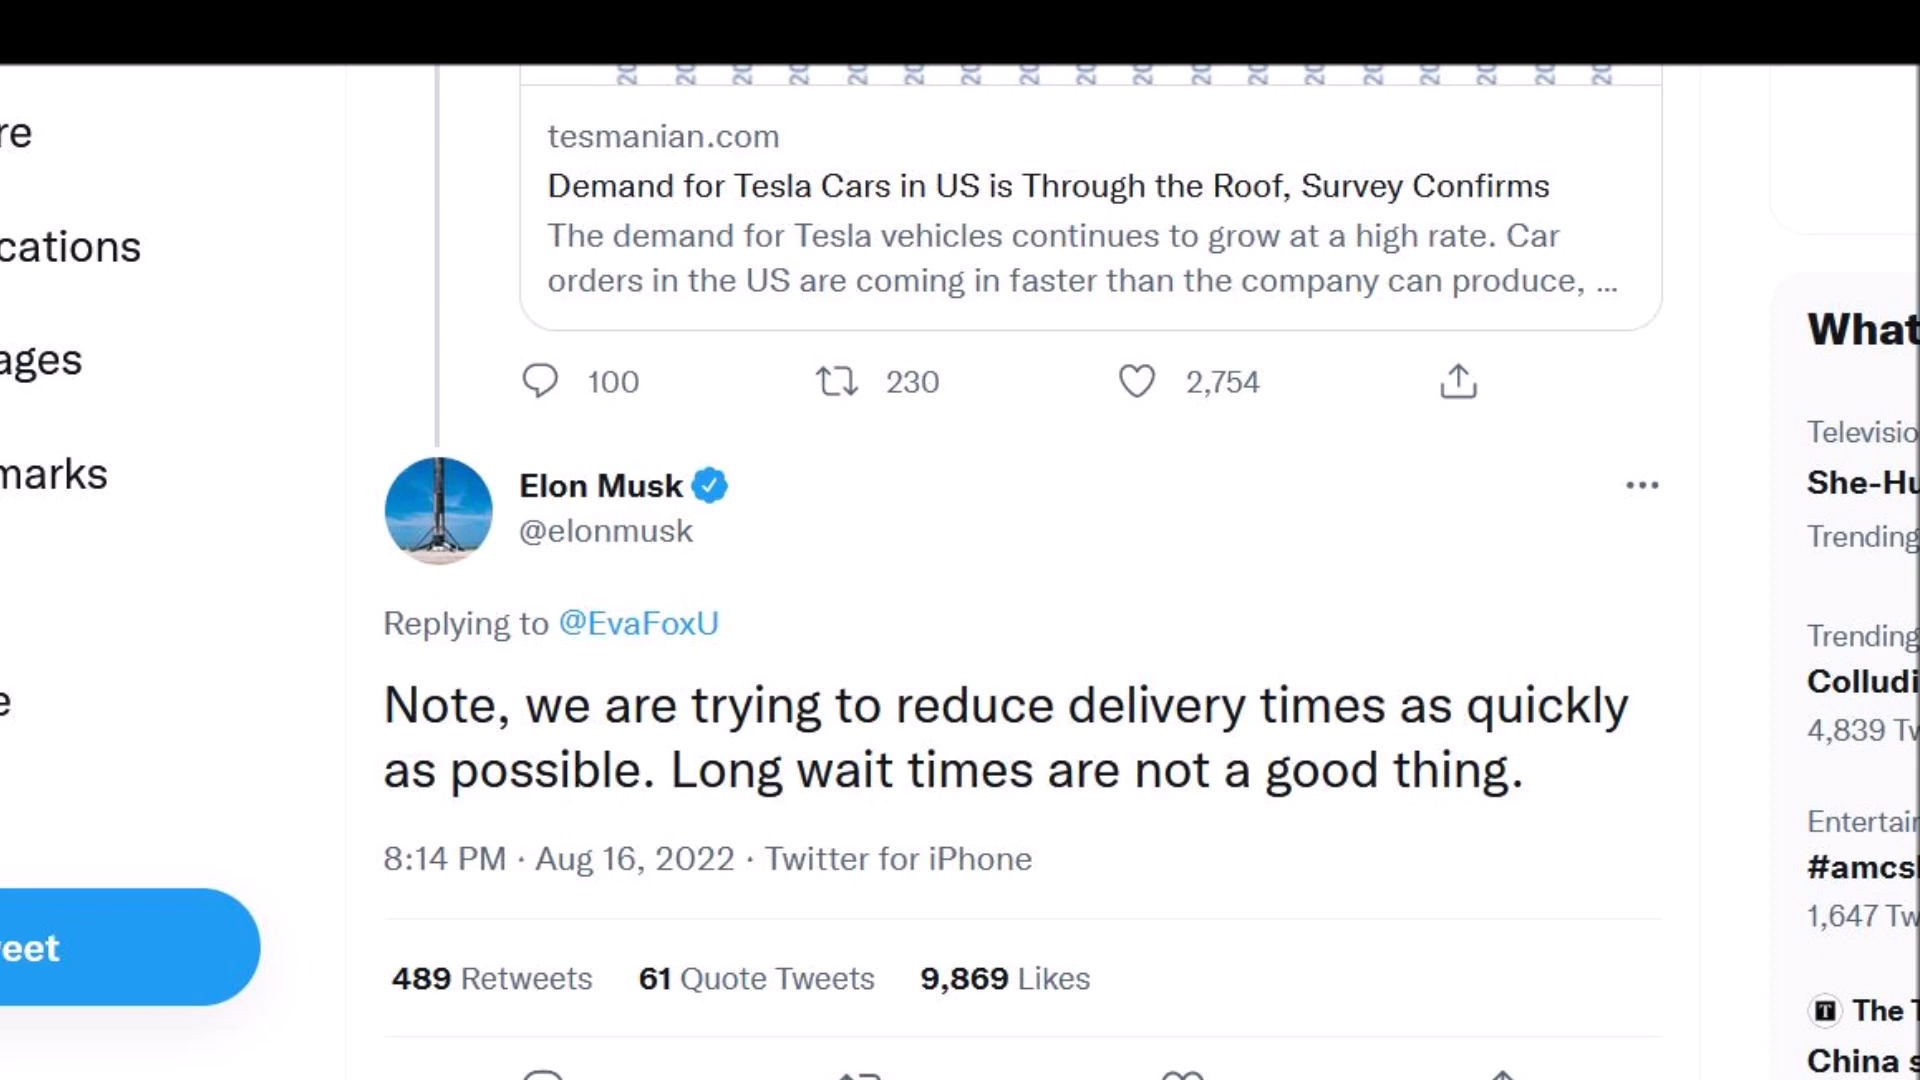 tesmanian.com
Demand for Tesla Cars in US is Through the Roof, Survey Confirms
The demand for Tesla vehicles continues to grow at a high rate. Car
orders in the US are coming in faster than the company can produce, ...
100 230 2,754
Elon Musk
@elonmusk
Replying to @EvaFoxU
Note, we are trying to reduce delivery times as quickly
as possible. Long wait times are not a good thing.
8:14 PM · Aug 16, 2022 · Twitter for iPhone
489 Retweets 61 Quote Tweets 9,869 Likes
re
cations
ages
marks
e
eet
What
Televisio
She-Hu
Trending
Trending
Colludi
4,839 Tw
Entertain
#amcs
1,647 Tw
The T
China s